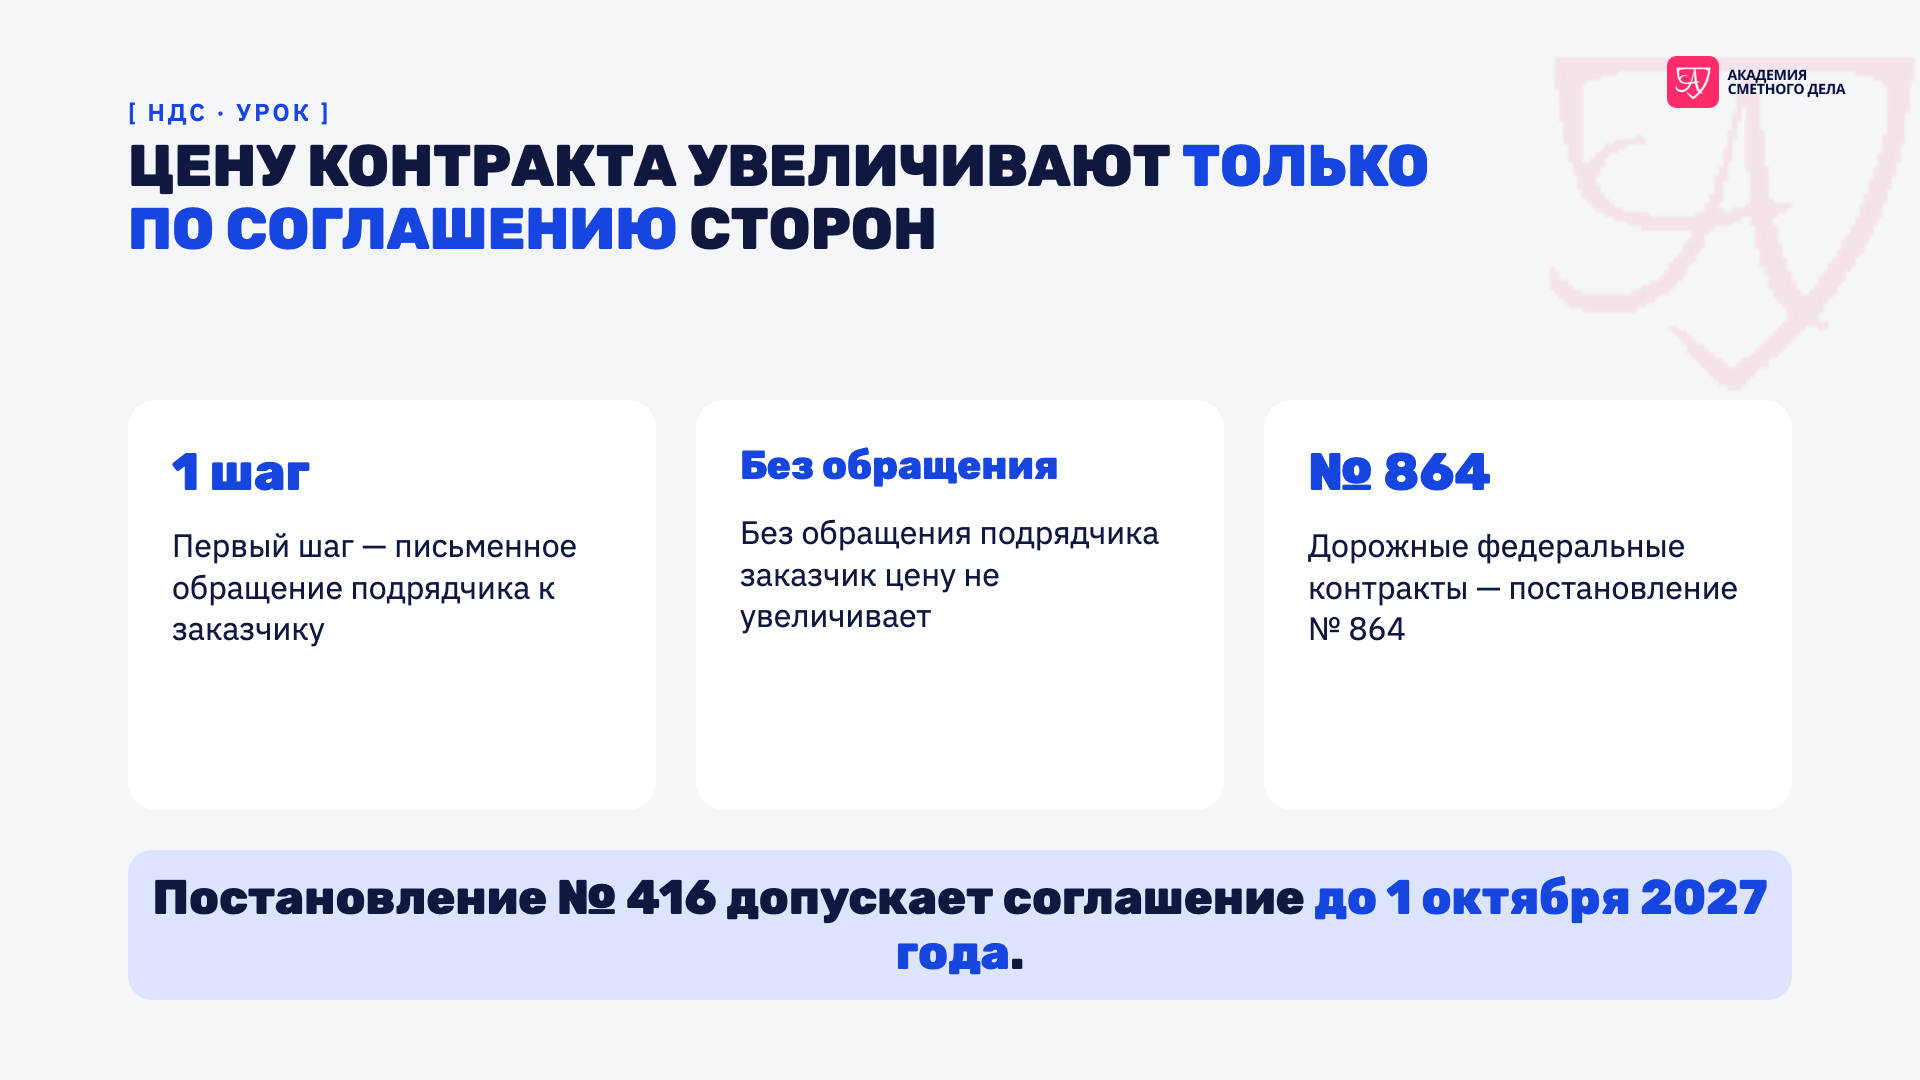 [ НДС · УРОК ]
АКАДЕМИЯ
СМЕТНОГО ДЕЛА
ЦЕНУ КОНТРАКТА УВЕЛИЧИВАЮТ ТОЛЬКО
ПО СОГЛАШЕНИЮ СТОРОН
1 шаг
Первый шаг — письменное
обращение подрядчика к
заказчику
Без обращения
Без обращения подрядчика
заказчик цену не
увеличивает
№ 864
Дорожные федеральные
контракты — постановление
№ 864
Постановление № 416 допускает соглашение до 1 октября 2027
года.